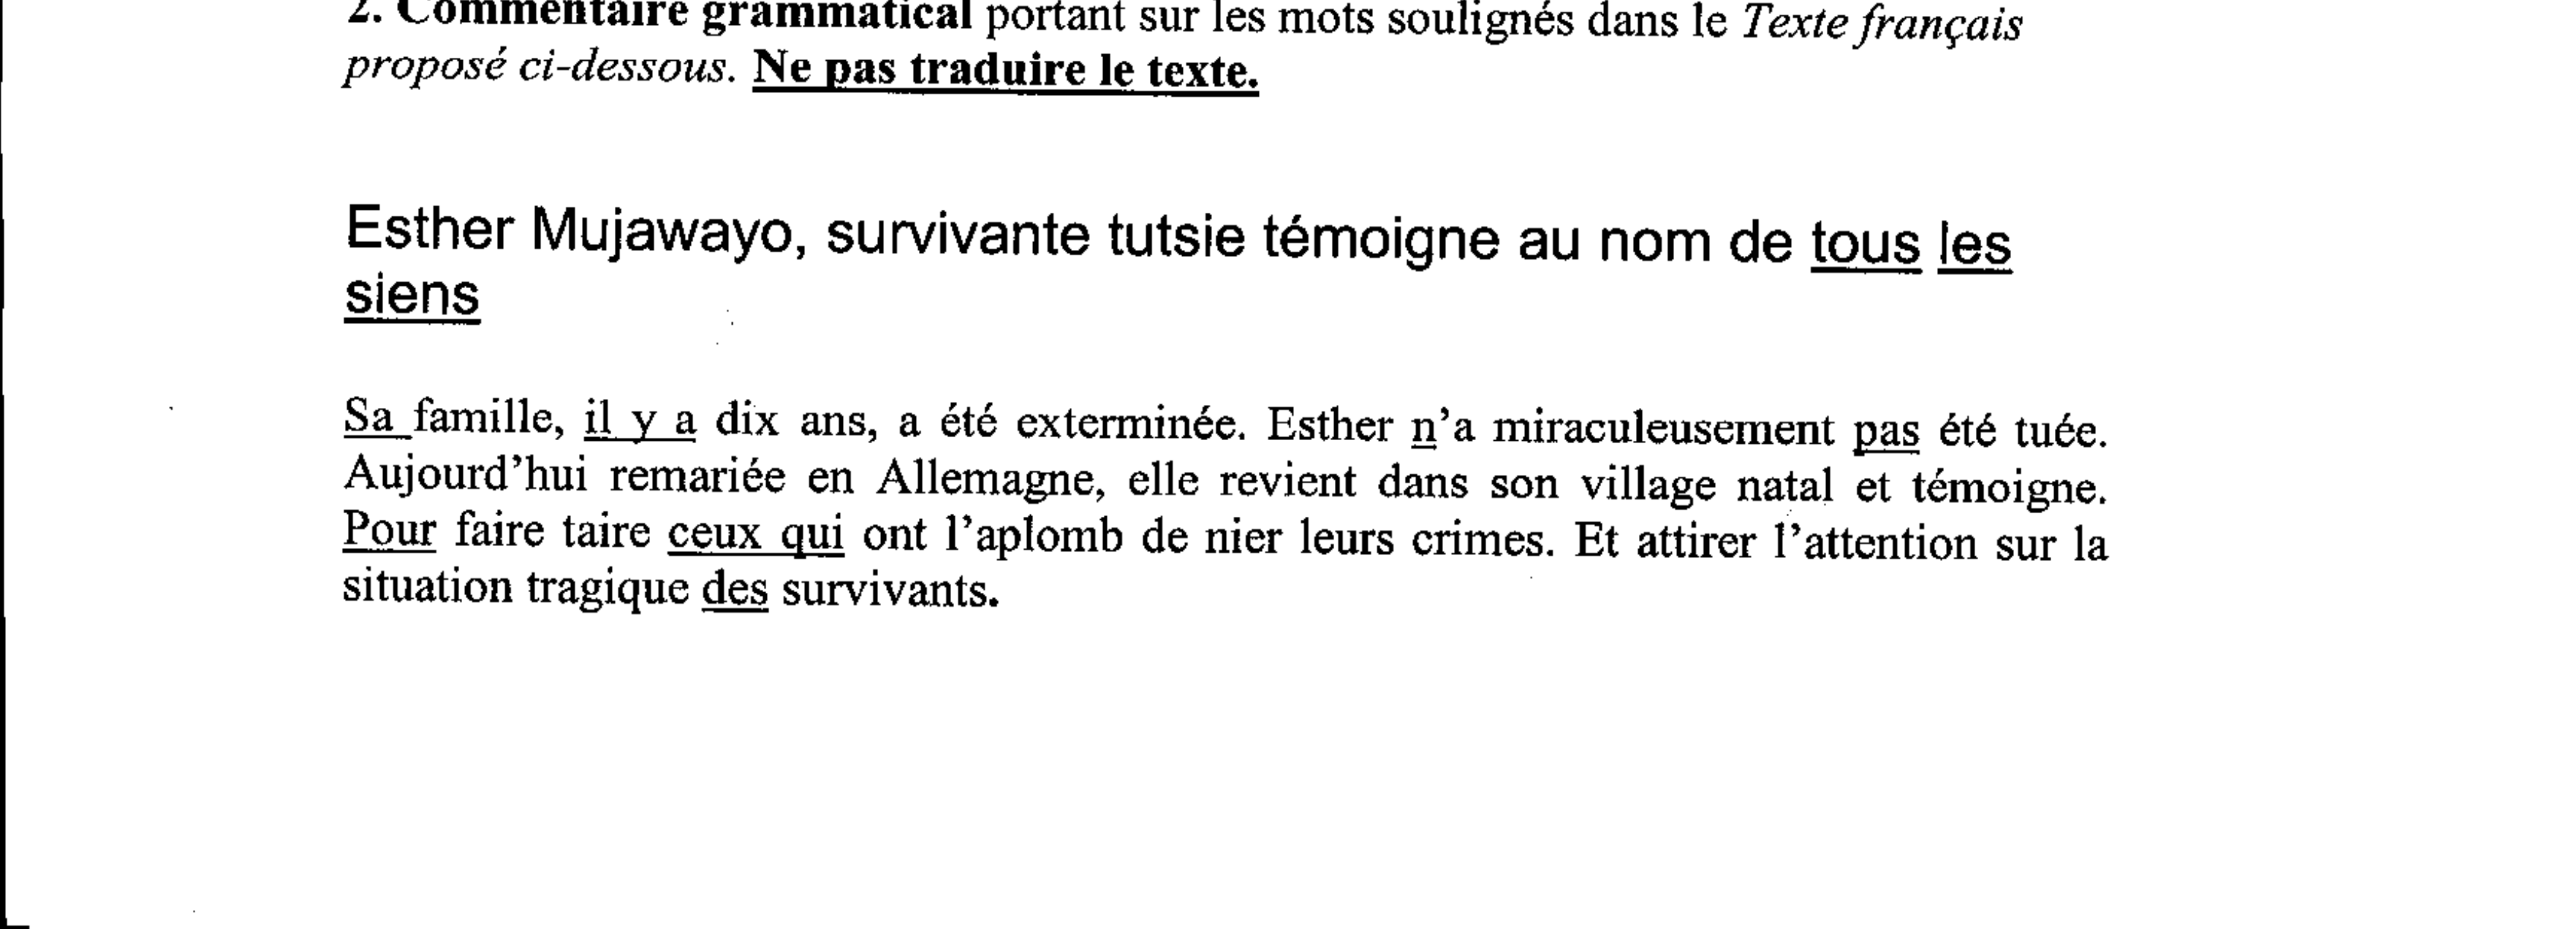 2. Commentaire grammatical portant sur les mots soulignés dans le Texte français
proposé ci-dessous. Ne pas traduire le texte.
Esther Mujawayo, survivante tutsie témoigne au nom de tous les
siens
Sa famille, il y a dix ans, a été exterminée. Esther n'a miraculeusement pas été tuée.
Aujourd'hui remariée en Allemagne, elle revient dans son village natal et témoigne.
Pour faire taire ceux qui ont l'aplomb de nier leurs crimes. Et attirer l'attention sur la
situation tragique des survivants.